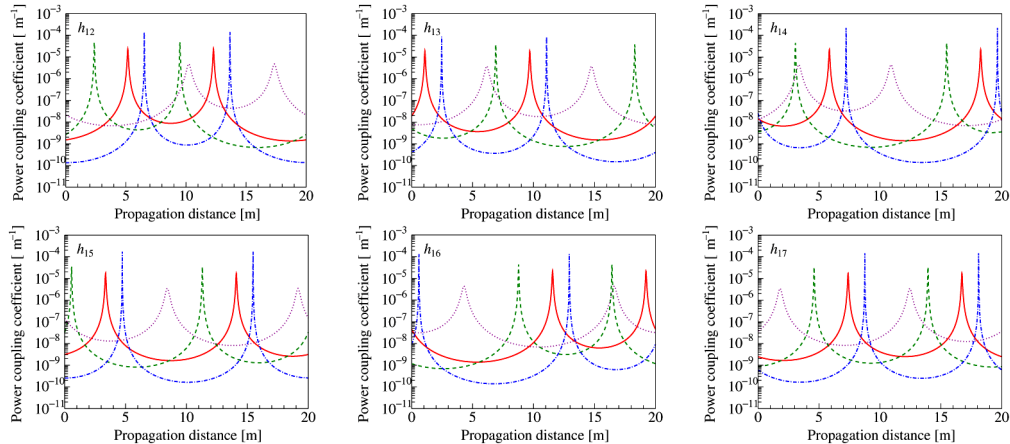 h12
Power coupling coefficient [ m⁻¹]
10⁻³
10⁻⁴
10⁻⁵
10⁻⁶
10⁻⁷
10⁻⁸
10⁻⁹
10⁻¹⁰
10⁻¹¹
0 5 10 15 20
Propagation distance [m]
h13
Power coupling coefficient [ m⁻¹]
10⁻³
10⁻⁴
10⁻⁵
10⁻⁶
10⁻⁷
10⁻⁸
10⁻⁹
10⁻¹⁰
10⁻¹¹
0 5 10 15 20
Propagation distance [m]
h14
Power coupling coefficient [ m⁻¹]
10⁻³
10⁻⁴
10⁻⁵
10⁻⁶
10⁻⁷
10⁻⁸
10⁻⁹
10⁻¹⁰
10⁻¹¹
0 5 10 15 20
Propagation distance [m]
h15
Power coupling coefficient [ m⁻¹]
10⁻³
10⁻⁴
10⁻⁵
10⁻⁶
10⁻⁷
10⁻⁸
10⁻⁹
10⁻¹⁰
10⁻¹¹
0 5 10 15 20
Propagation distance [m]
h16
Power coupling coefficient [ m⁻¹]
10⁻³
10⁻⁴
10⁻⁵
10⁻⁶
10⁻⁷
10⁻⁸
10⁻⁹
10⁻¹⁰
10⁻¹¹
0 5 10 15 20
Propagation distance [m]
h17
Power coupling coefficient [ m⁻¹]
10⁻³
10⁻⁴
10⁻⁵
10⁻⁶
10⁻⁷
10⁻⁸
10⁻⁹
10⁻¹⁰
10⁻¹¹
0 5 10 15 20
Propagation distance [m]